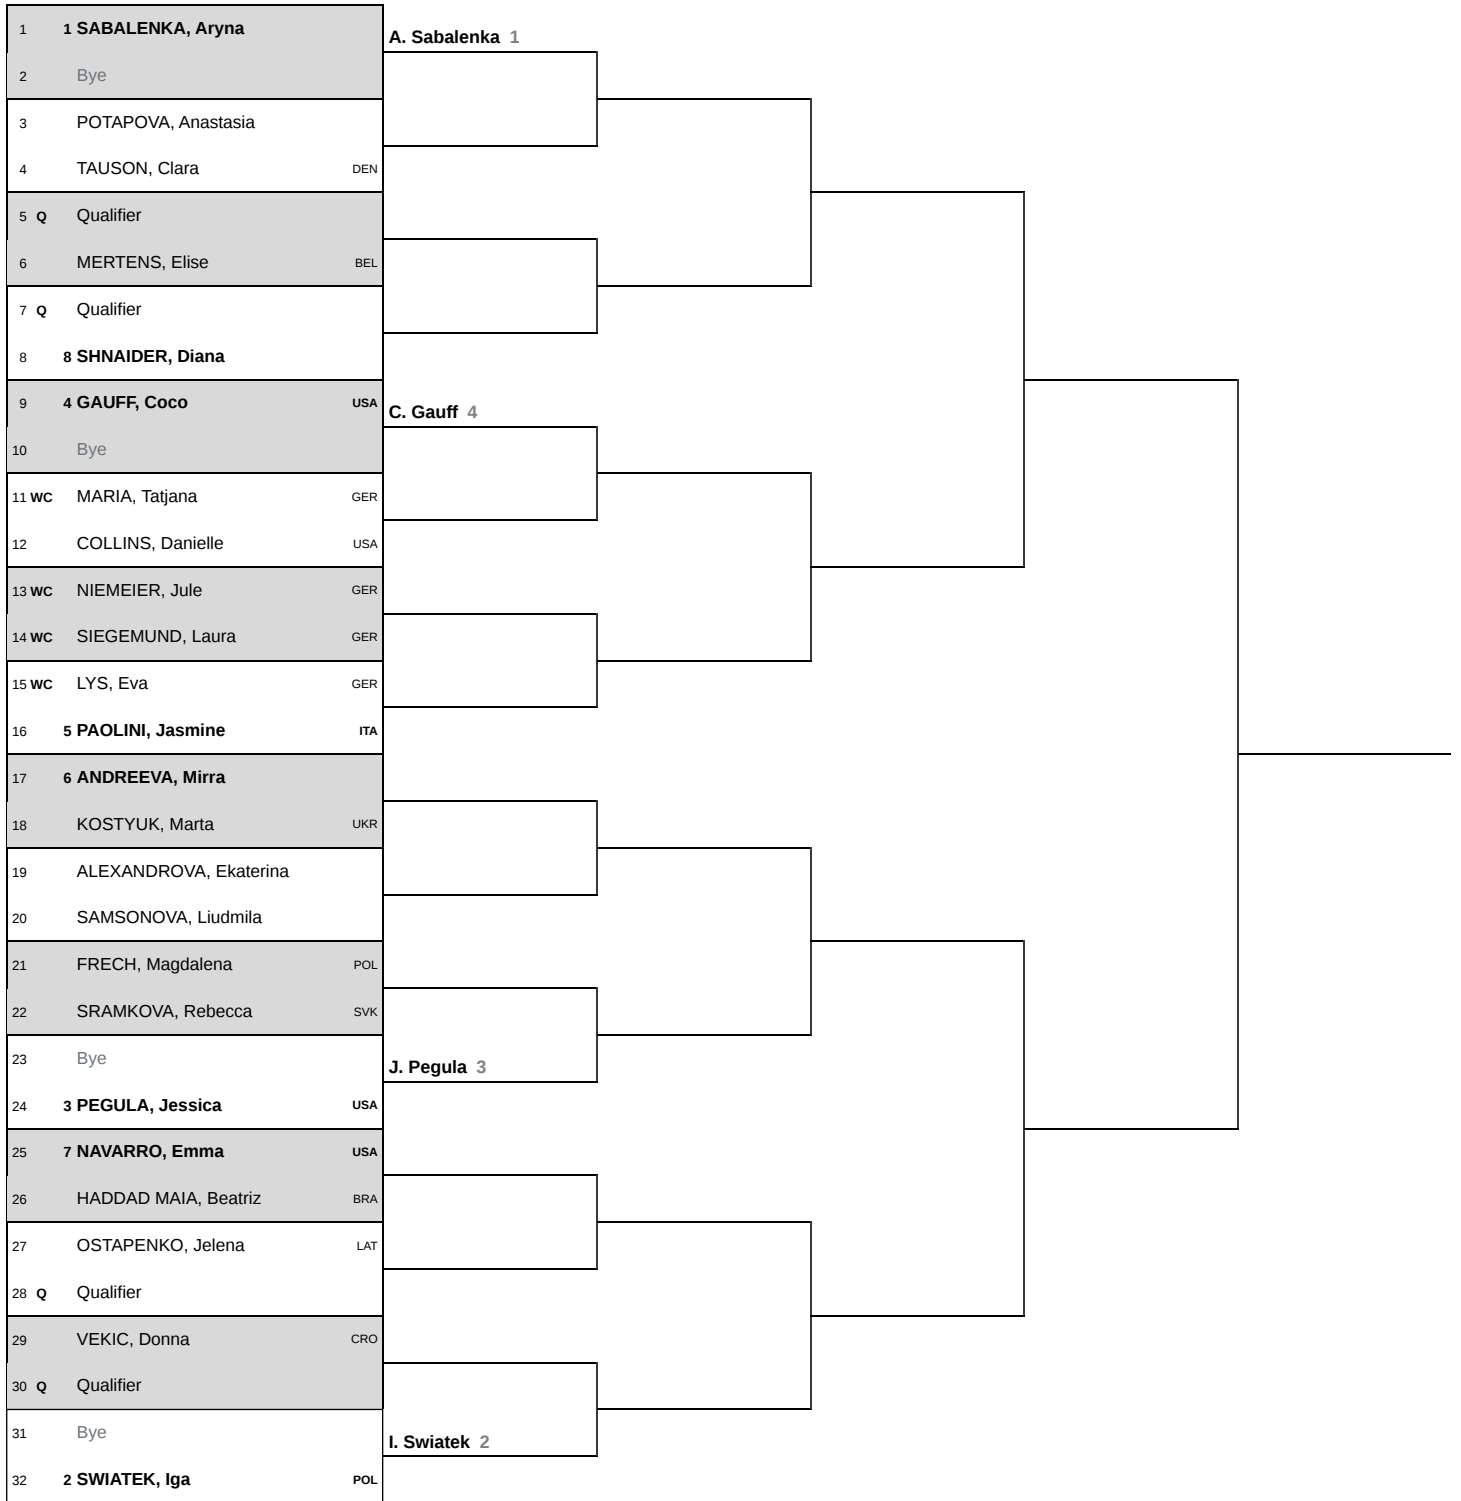 1 1 SABALENKA, Aryna
A. Sabalenka 1
2 Bye
3 POTAPOVA, Anastasia
4 TAUSON, Clara DEN
5 Q Qualifier
6 MERTENS, Elise BEL
7 Q Qualifier
8 8 SHNAIDER, Diana
9 4 GAUFF, Coco USA
C. Gauff 4
10 Bye
11 WC MARIA, Tatjana GER
12 COLLINS, Danielle USA
13 WC NIEMEIER, Jule GER
14 WC SIEGEMUND, Laura GER
15 WC LYS, Eva GER
16 5 PAOLINI, Jasmine ITA
17 6 ANDREEVA, Mirra
18 KOSTYUK, Marta UKR
19 ALEXANDROVA, Ekaterina
20 SAMSONOVA, Liudmila
21 FRECH, Magdalena POL
22 SRAMKOVA, Rebecca SVK
23 Bye
J. Pegula 3
24 3 PEGULA, Jessica USA
25 7 NAVARRO, Emma USA
26 HADDAD MAIA, Beatriz BRA
27 OSTAPENKO, Jelena LAT
28 Q Qualifier
29 VEKIC, Donna CRO
30 Q Qualifier
31 Bye
I. Swiatek 2
32 2 SWIATEK, Iga POL